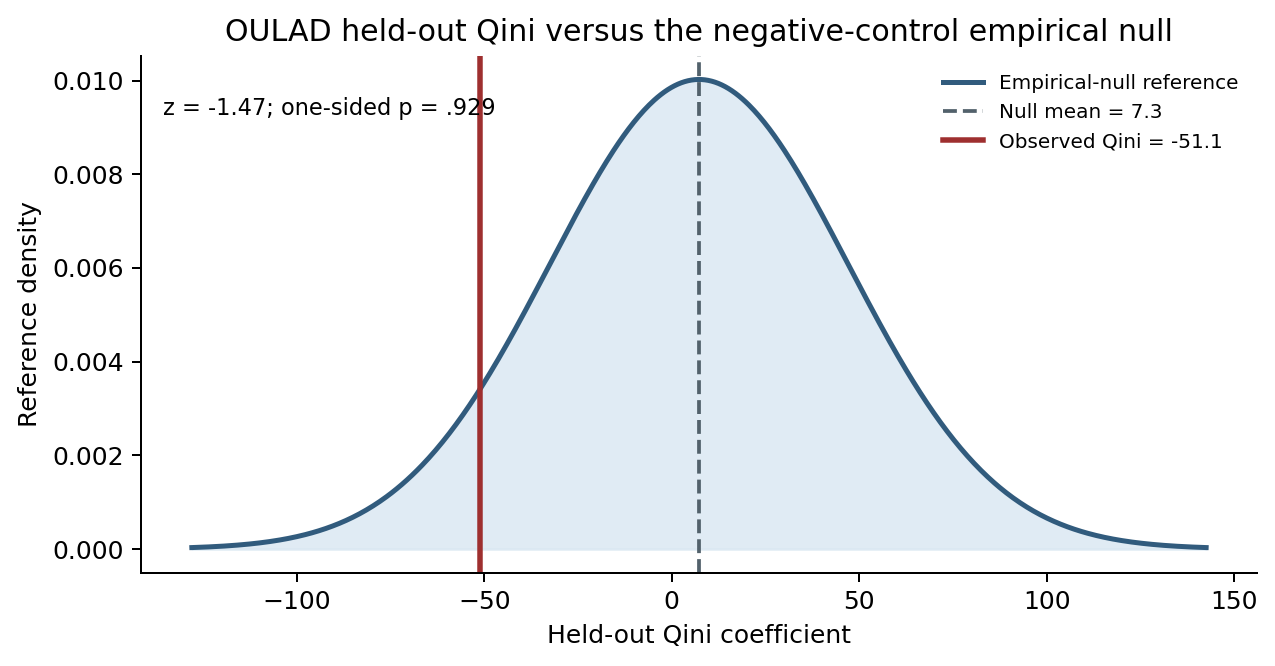 OULAD held-out Qini versus the negative-control empirical null
z = -1.47; one-sided p = .929
Empirical-null reference
Null mean = 7.3
Observed Qini = -51.1
Reference density
0.010
0.008
0.006
0.004
0.002
0.000
−100
−50
0
50
100
150
Held-out Qini coefficient